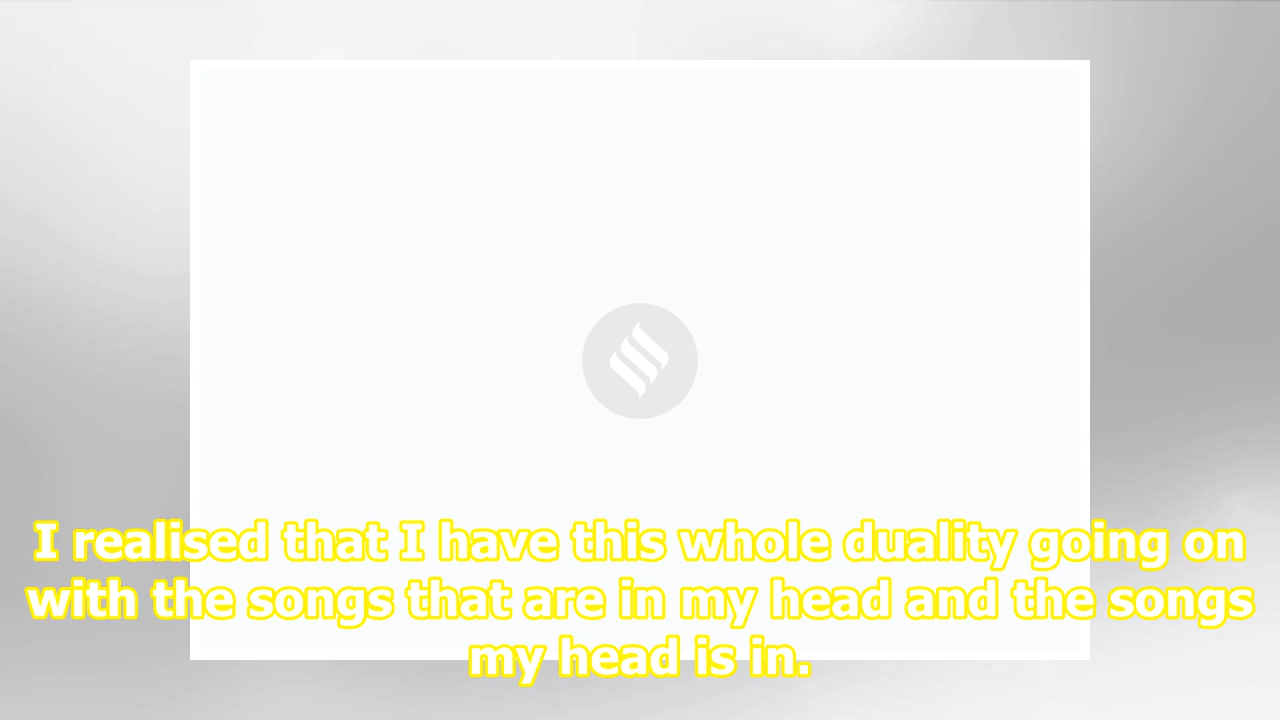 I realised that I have this whole duality going on
with the songs that are in my head and the songs
my head is in.